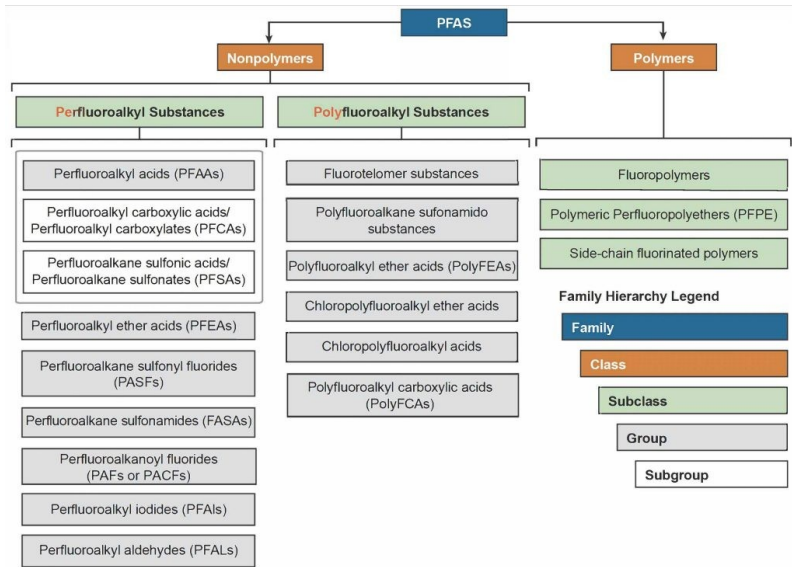 PFAS
Nonpolymers
Polymers
Perfluoroalkyl Substances
Polyfluoroalkyl Substances
Perfluoroalkyl acids (PFAAs)
Perfluoroalkyl carboxylic acids/
Perfluoroalkyl carboxylates (PFCAs)
Perfluoroalkane sulfonic acids/
Perfluoroalkane sulfonates (PFSAs)
Perfluoroalkyl ether acids (PFEAs)
Perfluoroalkane sulfonyl fluorides
(PASFs)
Perfluoroalkane sulfonamides (FASAs)
Perfluoroalkanoyl fluorides
(PAFs or PACFs)
Perfluoroalkyl iodides (PFAIs)
Perfluoroalkyl aldehydes (PFALs)
Fluorotelomer substances
Polyfluoroalkane sufonamido
substances
Polyfluoroalkyl ether acids (PolyFEAs)
Chloropolyfluoroalkyl ether acids
Chloropolyfluoroalkyl acids
Polyfluoroalkyl carboxylic acids
(PolyFCAs)
Fluoropolymers
Polymeric Perfluoropolyethers (PFPE)
Side-chain fluorinated polymers
Family Hierarchy Legend
Family
Class
Subclass
Group
Subgroup